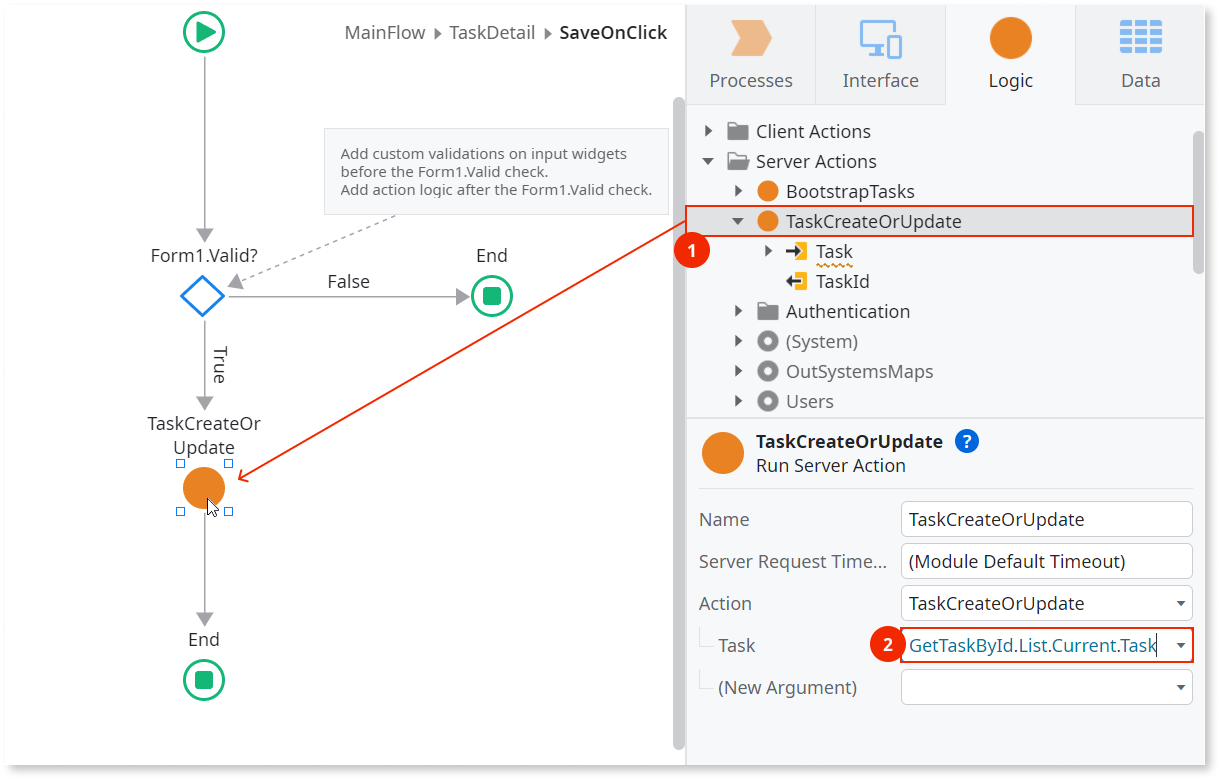 MainFlow TaskDetail SaveOnClick
Add custom validations on input widgets
before the Form1.Valid check.
Add action logic after the Form1.Valid check.
Form1.Valid?
False
End
True
TaskCreateOr
Update
End
Processes
Interface
Logic
Data
Client Actions
Server Actions
BootstrapTasks
TaskCreateOrUpdate
1
Task
TaskId
Authentication
(System)
OutSystemsMaps
Users
TaskCreateOrUpdate ?
Run Server Action
Name TaskCreateOrUpdate
Server Request Time... (Module Default Timeout)
Action TaskCreateOrUpdate
Task 2 GetTaskById.List.Current.Task
(New Argument)